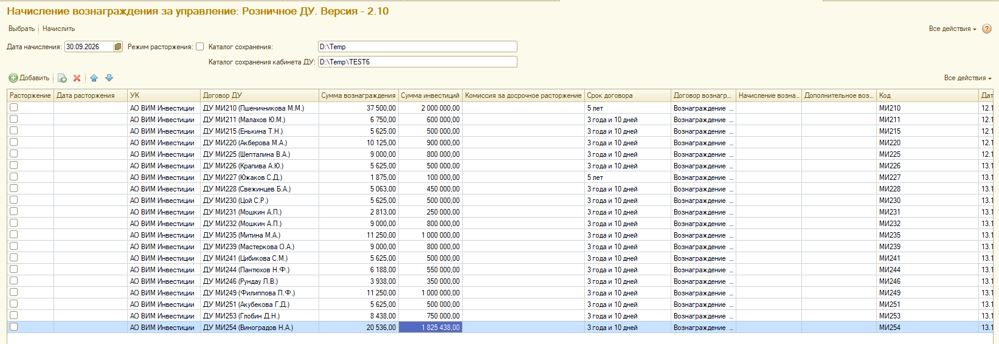 Начисление вознаграждения за управление: Розничное ДУ. Версия - 2.10
Выбрать Начислить Все действия
Дата начисления: 30.09.2026 Режим расторжения: Каталог сохранения: D:\Temp
Каталог сохранения кабинета ДУ: D:\Temp\TEST6
Добавить Все действия
Расторжение Дата расторжения УК Договор ДУ Сумма вознаграждения Сумма инвестиций Комиссия за досрочное расторжение Срок договора Договор вознагр... Начисление возна... Дополнительное воз... Код Дат
АО ВИМ Инвестиции ДУ МИ210 (Пшеничникова М.М.) 37 500,00 2 000 000,00 5 лет Вознаграждение ... МИ210 12.1
АО ВИМ Инвестиции ДУ МИ211 (Малахов Ю.М.) 6 750,00 600 000,00 3 года и 10 дней Вознаграждение ... МИ211 12.1
АО ВИМ Инвестиции ДУ МИ215 (Енькина Т.Н.) 5 625,00 500 000,00 3 года и 10 дней Вознаграждение ... МИ215 12.1
АО ВИМ Инвестиции ДУ МИ220 (Акберова М.А.) 10 125,00 900 000,00 3 года и 10 дней Вознаграждение ... МИ220 12.1
АО ВИМ Инвестиции ДУ МИ225 (Шепталина В.А.) 9 000,00 800 000,00 3 года и 10 дней Вознаграждение ... МИ225 12.1
АО ВИМ Инвестиции ДУ МИ226 (Крапива А.Ю.) 5 625,00 500 000,00 3 года и 10 дней Вознаграждение ... МИ226 13.1
АО ВИМ Инвестиции ДУ МИ227 (Южаков С.Д.) 1 875,00 100 000,00 5 лет Вознаграждение ... МИ227 13.1
АО ВИМ Инвестиции ДУ МИ228 (Свежинцев Б.А.) 5 063,00 450 000,00 3 года и 10 дней Вознаграждение ... МИ228 13.1
АО ВИМ Инвестиции ДУ МИ230 (Цой С.Р.) 5 625,00 500 000,00 3 года и 10 дней Вознаграждение ... МИ230 13.1
АО ВИМ Инвестиции ДУ МИ231 (Мошкин А.П.) 2 813,00 250 000,00 3 года и 10 дней Вознаграждение ... МИ231 13.1
АО ВИМ Инвестиции ДУ МИ232 (Мошкин А.П.) 9 000,00 800 000,00 3 года и 10 дней Вознаграждение ... МИ232 13.1
АО ВИМ Инвестиции ДУ МИ235 (Митина М.А.) 11 250,00 1 000 000,00 3 года и 10 дней Вознаграждение ... МИ235 13.1
АО ВИМ Инвестиции ДУ МИ239 (Мастеркова О.А.) 9 000,00 800 000,00 3 года и 10 дней Вознаграждение ... МИ239 13.1
АО ВИМ Инвестиции ДУ МИ241 (Цибикова С.М.) 5 625,00 500 000,00 3 года и 10 дней Вознаграждение ... МИ241 13.1
АО ВИМ Инвестиции ДУ МИ244 (Пантюхов Н.Ф.) 6 188,00 550 000,00 3 года и 10 дней Вознаграждение ... МИ244 13.1
АО ВИМ Инвестиции ДУ МИ246 (Рундау Л.В.) 3 938,00 350 000,00 3 года и 10 дней Вознаграждение ... МИ246 13.1
АО ВИМ Инвестиции ДУ МИ249 (Филиппова Л.Ф.) 11 250,00 1 000 000,00 3 года и 10 дней Вознаграждение ... МИ249 13.1
АО ВИМ Инвестиции ДУ МИ251 (Акубекова Г.Д.) 5 625,00 500 000,00 3 года и 10 дней Вознаграждение ... МИ251 13.1
АО ВИМ Инвестиции ДУ МИ253 (Глобин Д.Н.) 8 438,00 750 000,00 3 года и 10 дней Вознаграждение ... МИ253 13.1
АО ВИМ Инвестиции ДУ МИ254 (Виноградов Н.А.) 20 536,00 1 825 438,00 3 года и 10 дней Вознаграждение ... МИ254 13.1